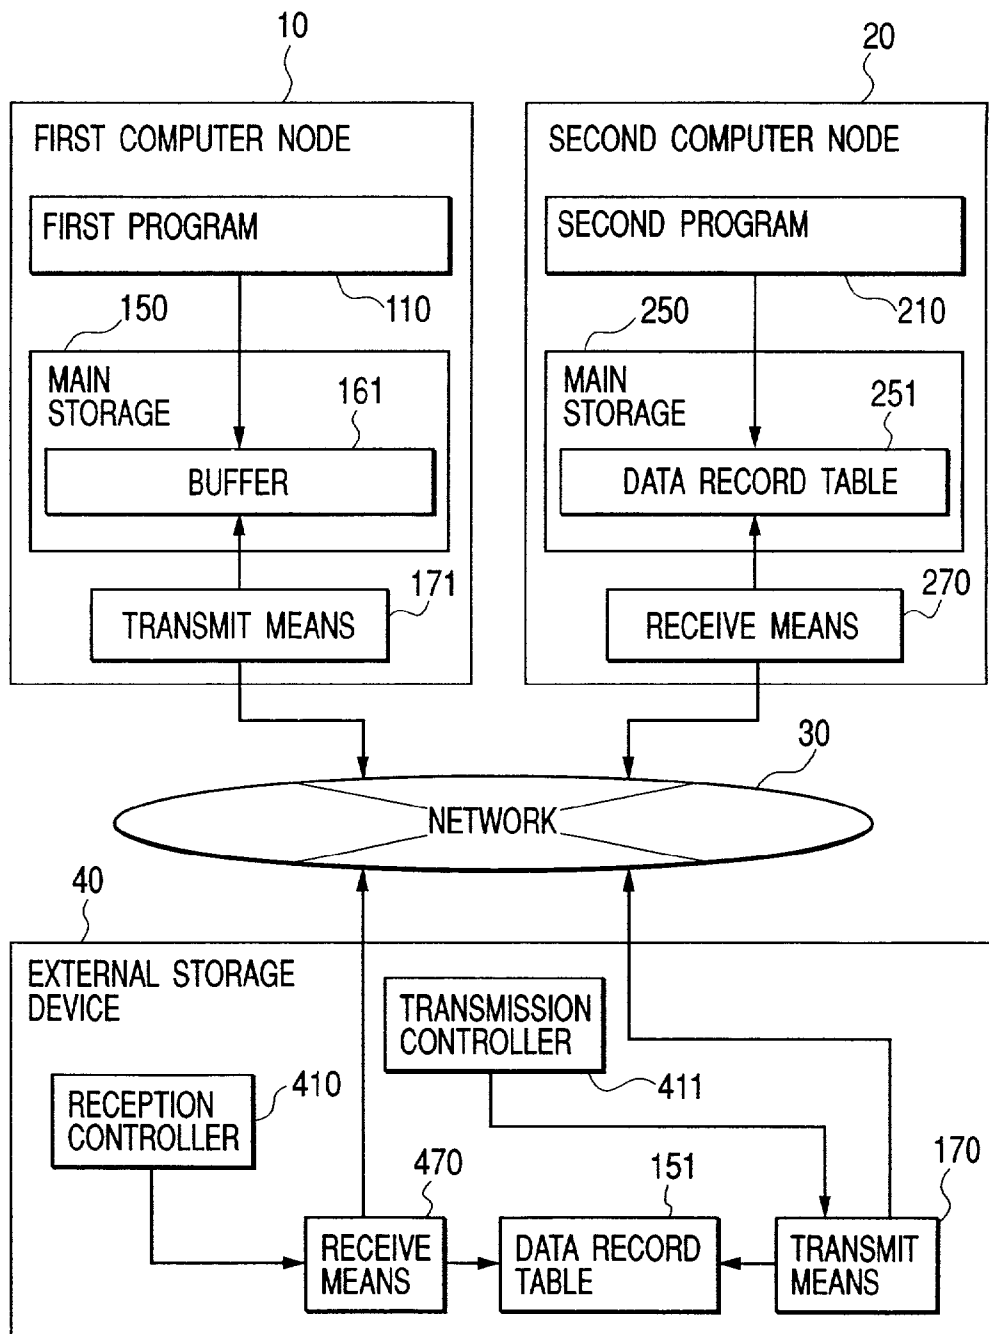 10
20
FIRST COMPUTER NODE
FIRST PROGRAM
110
150
MAIN
STORAGE
161
BUFFER
TRANSMIT MEANS
171
SECOND COMPUTER NODE
SECOND PROGRAM
210
250
MAIN
STORAGE
251
DATA RECORD TABLE
RECEIVE MEANS
270
30
NETWORK
40
EXTERNAL STORAGE
DEVICE
TRANSMISSION
CONTROLLER
411
RECEPTION
CONTROLLER
410
470
RECEIVE
MEANS
151
DATA RECORD
TABLE
170
TRANSMIT
MEANS